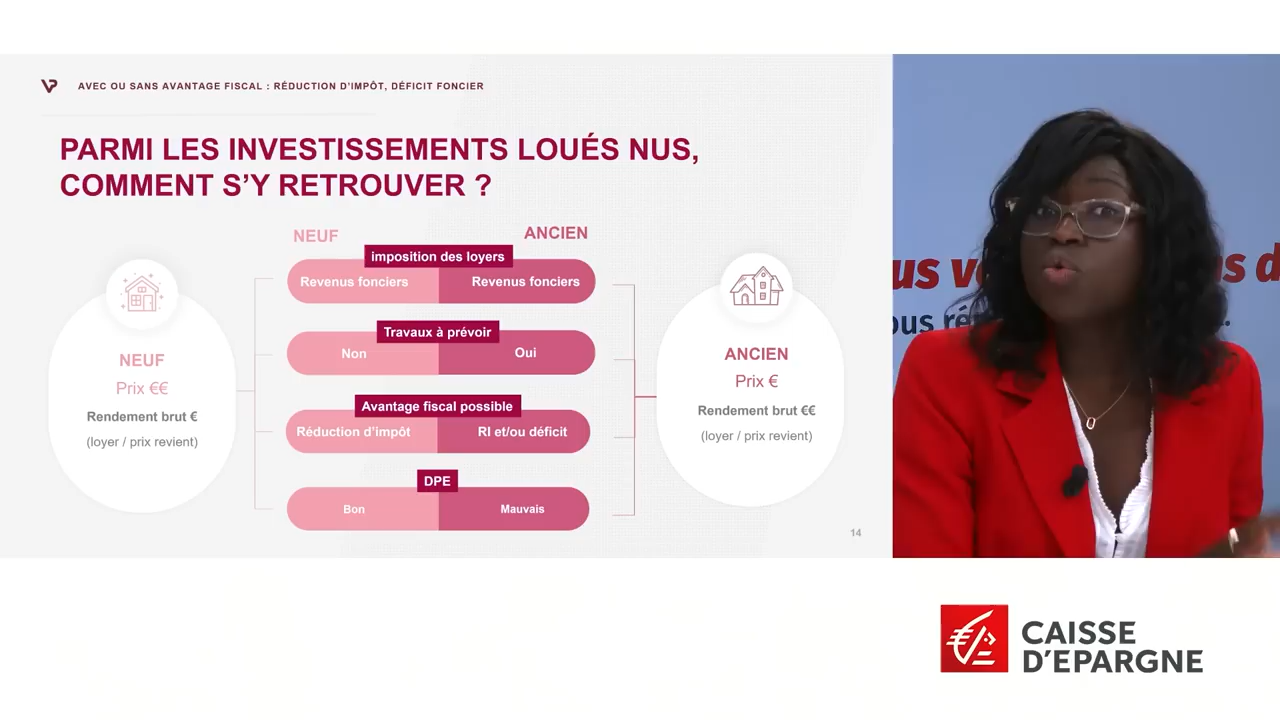 AVEC OU SANS AVANTAGE FISCAL : RÉDUCTION D'IMPÔT, DÉFICIT FONCIER
PARMI LES INVESTISSEMENTS LOUÉS NUS,
COMMENT S'Y RETROUVER ?
NEUF
ANCIEN
imposition des loyers
Revenus fonciers
Revenus fonciers
Travaux à prévoir
Non
Oui
Avantage fiscal possible
Réduction d'impôt
RI et/ou déficit
DPE
Bon
Mauvais
NEUF
Prix €€
Rendement brut €
(loyer / prix revient)
ANCIEN
Prix €
Rendement brut €€
(loyer / prix revient)
14
CAISSE
D'EPARGNE